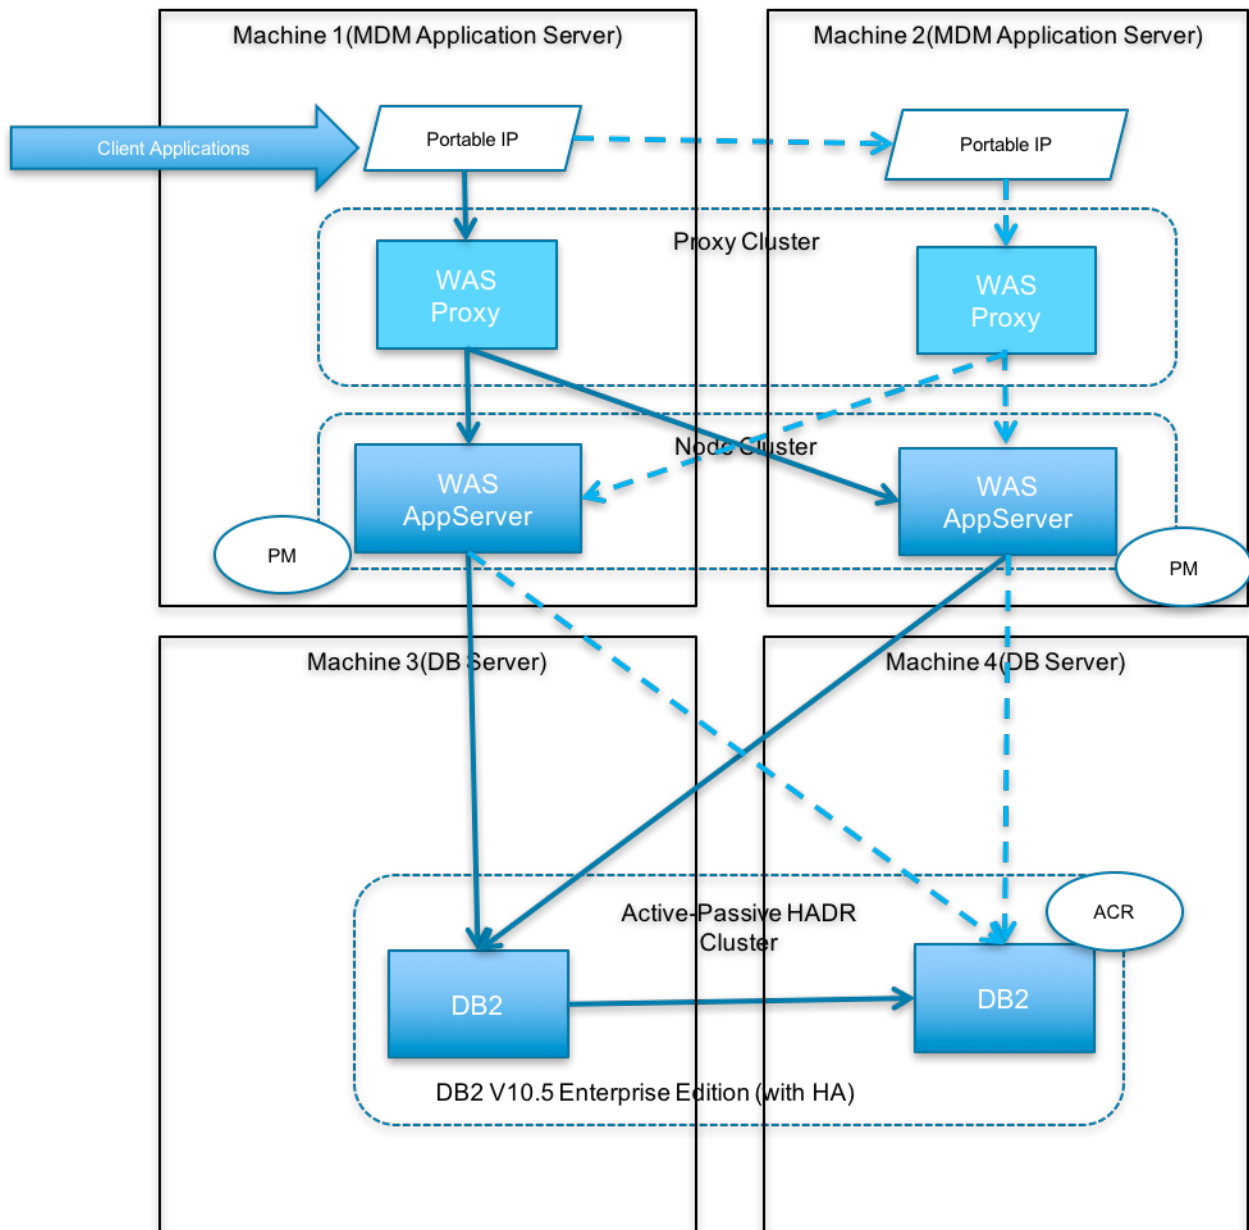 Machine 1(MDM Application Server)
Machine 2(MDM Application Server)
Client Applications
Portable IP
Portable IP
Proxy Cluster
WAS
Proxy
WAS
Proxy
Node Cluster
WAS
AppServer
WAS
AppServer
PM
PM
Machine 3(DB Server)
Machine 4(DB Server)
Active-Passive HADR
Cluster
ACR
DB2
DB2
DB2 V10.5 Enterprise Edition (with HA)